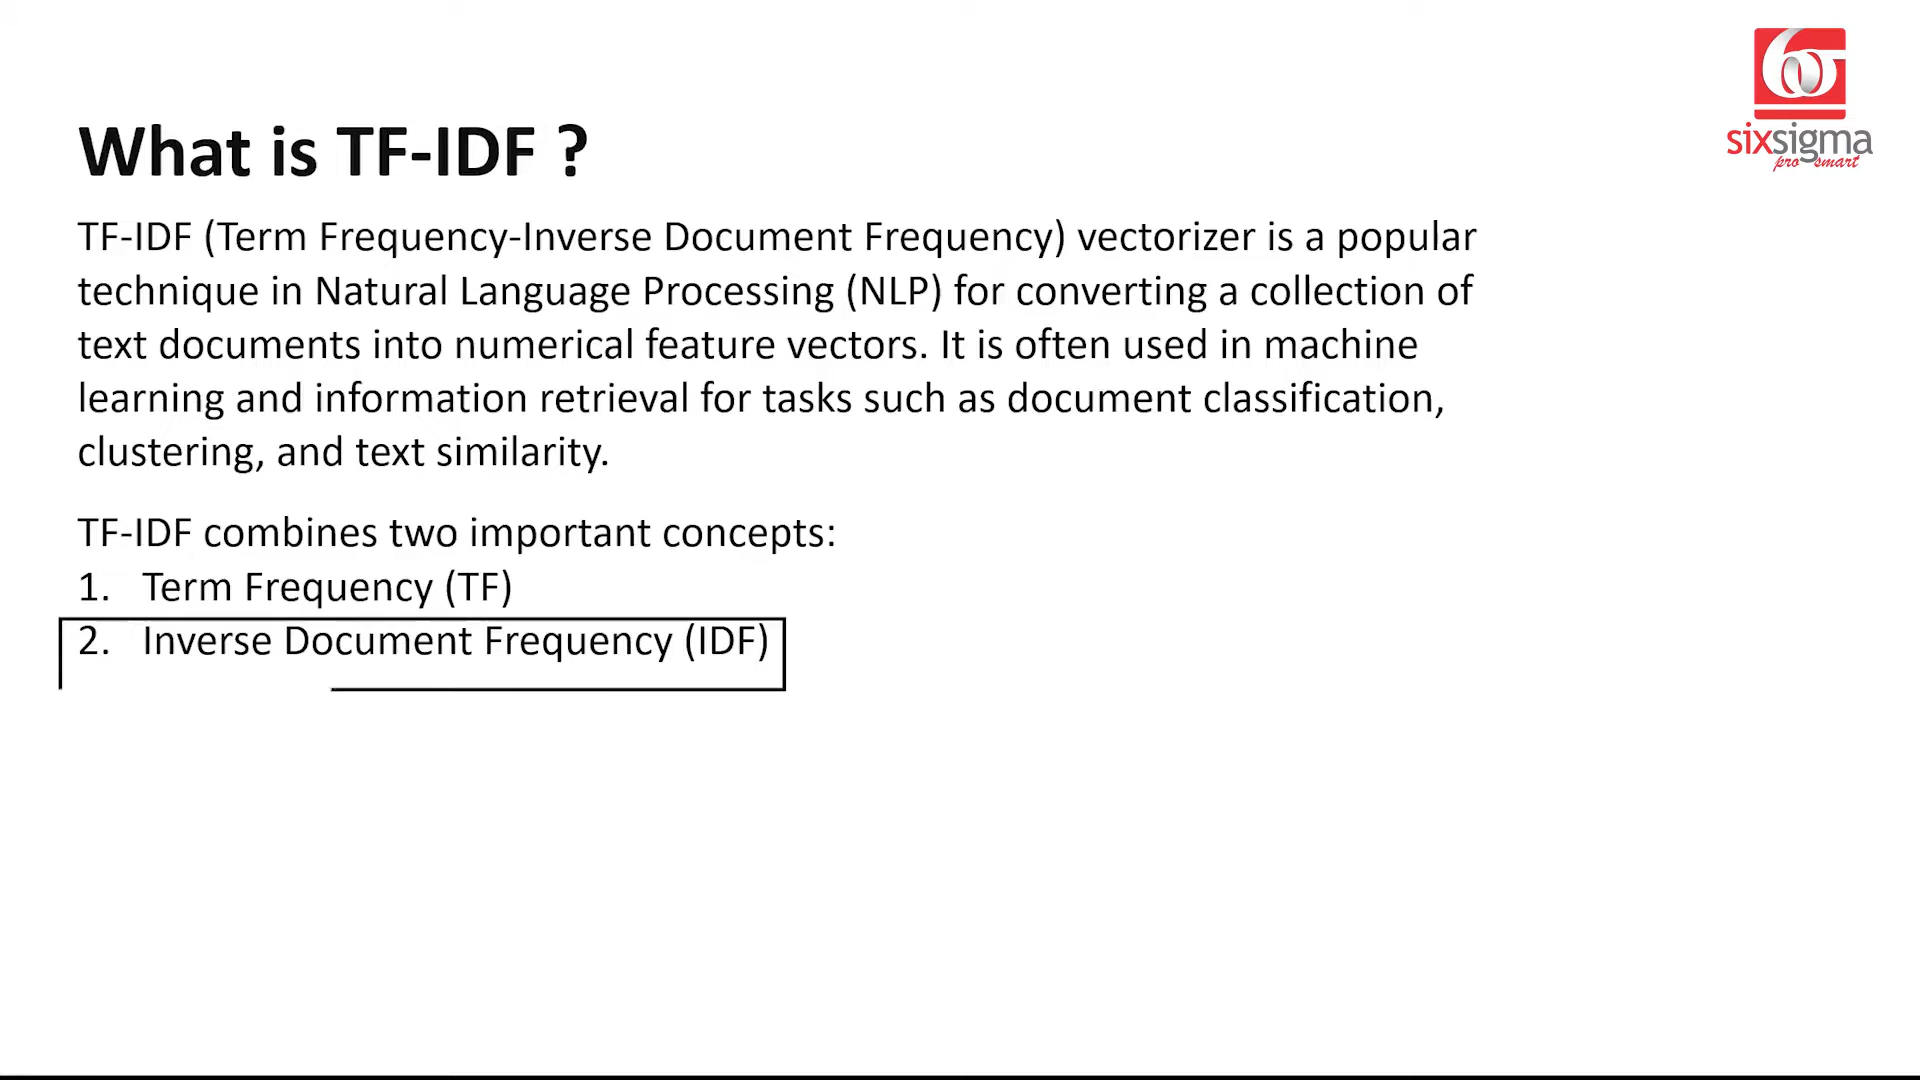 What is TF-IDF ?
TF-IDF (Term Frequency-Inverse Document Frequency) vectorizer is a popular
technique in Natural Language Processing (NLP) for converting a collection of
text documents into numerical feature vectors. It is often used in machine
learning and information retrieval for tasks such as document classification,
clustering, and text similarity.
TF-IDF combines two important concepts:
1. Term Frequency (TF)
2. Inverse Document Frequency (IDF)
sixsigma
pro smart